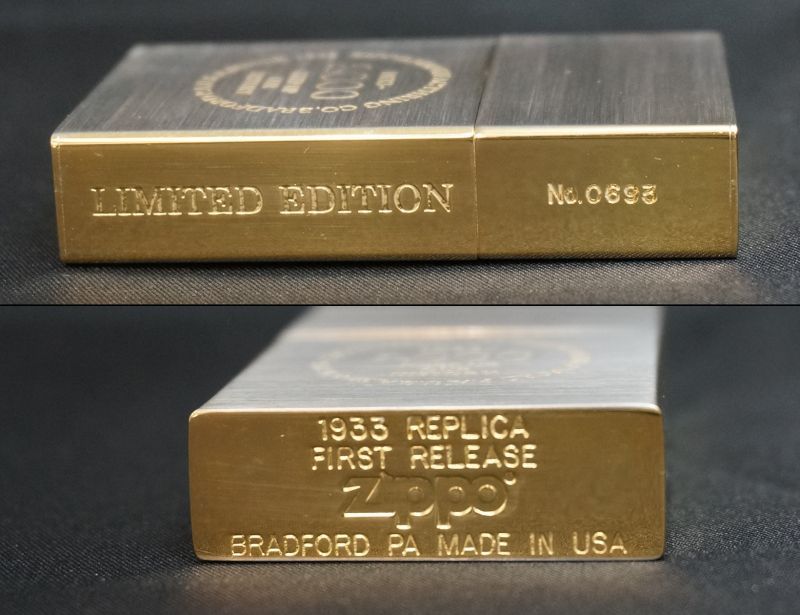 LIMITED EDITION
No.0693
1933 REPLICA
FIRST RELEASE
Zippo
BRADFORD PA MADE IN USA